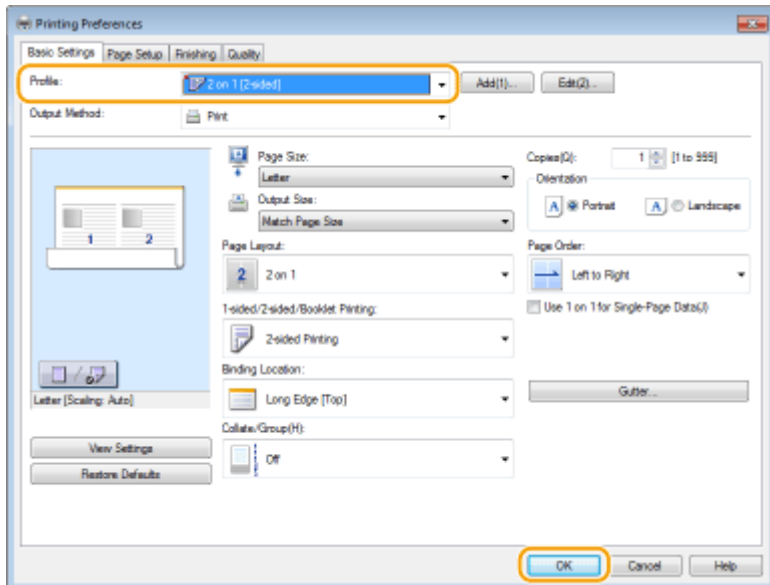 Printing Preferences
Basic Settings Page Setup Finishing Quality
Profile: 2 on 1 [2-sided] Add(1)... Edit(2)...
Output Method: Print
Page Size: Copies(Q): 1 [1 to 999]
Letter Orientation
Output Size: A Portrait A Landscape
Match Page Size
1 2
Page Layout: Page Order:
2 2 on 1 Left to Right
1-sided/2-sided/Booklet Printing: Use 1 on 1 for Single-Page Data(J)
2-sided Printing
Binding Location:
Letter [Scaling: Auto] Long Edge [Top] Gutter...
Collate/Group(H):
View Settings Off
Restore Defaults
OK Cancel Help